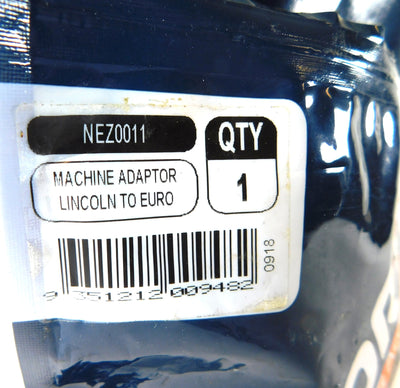 NEZ0011
QTY
1
MACHINE ADAPTOR
LINCOLN TO EURO
0918
9 351212 009482